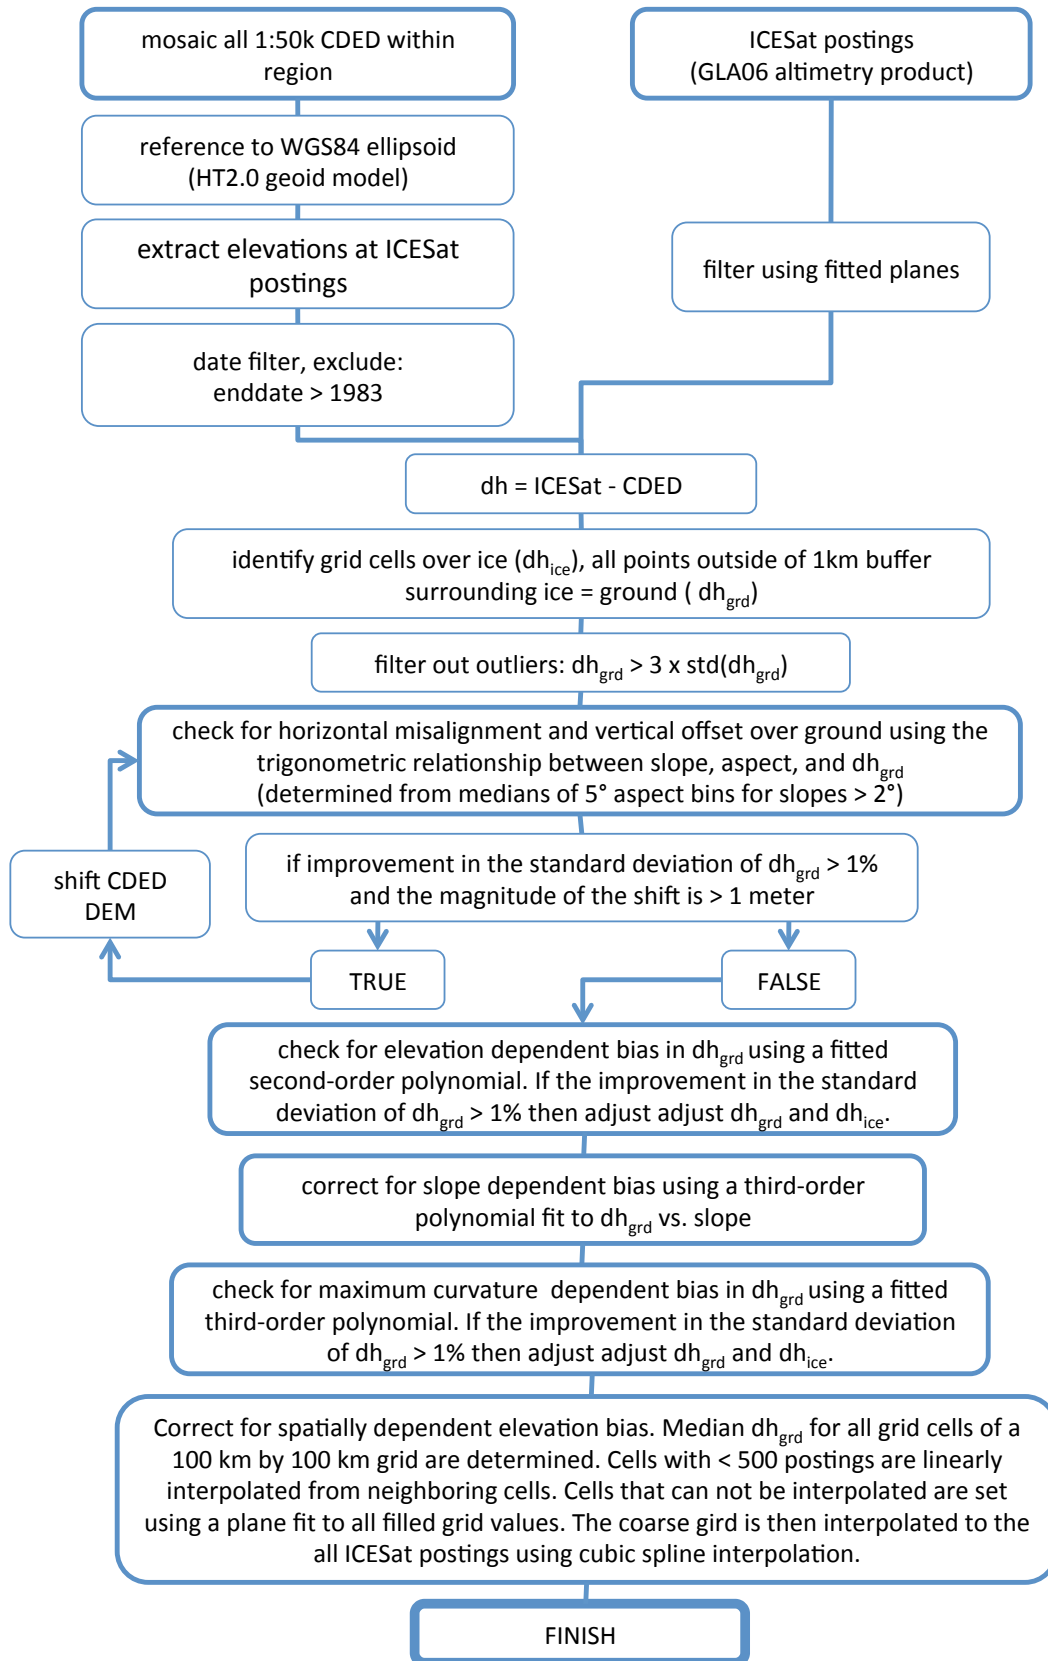 mosaic all 1:50k CDED within
region
ICESat postings
(GLA06 altimetry product)
reference to WGS84 ellipsoid
(HT2.0 geoid model)
extract elevations at ICESat
postings
filter using fitted planes
date filter, exclude:
enddate > 1983
dh = ICESat - CDED
identify grid cells over ice (dhice), all points outside of 1km buffer
surrounding ice = ground ( dhgrd)
filter out outliers: dhgrd > 3 x std(dhgrd)
check for horizontal misalignment and vertical offset over ground using the
trigonometric relationship between slope, aspect, and dhgrd
(determined from medians of 5° aspect bins for slopes > 2°)
if improvement in the standard deviation of dhgrd > 1%
and the magnitude of the shift is > 1 meter
shift CDED
DEM
TRUE
FALSE
check for elevation dependent bias in dhgrd using a fitted
second-order polynomial. If the improvement in the standard
deviation of dhgrd > 1% then adjust adjust dhgrd and dhice.
correct for slope dependent bias using a third-order
polynomial fit to dhgrd vs. slope
check for maximum curvature dependent bias in dhgrd using a fitted
third-order polynomial. If the improvement in the standard deviation
of dhgrd > 1% then adjust adjust dhgrd and dhice.
Correct for spatially dependent elevation bias. Median dhgrd for all grid cells of a
100 km by 100 km grid are determined. Cells with < 500 postings are linearly
interpolated from neighboring cells. Cells that can not be interpolated are set
using a plane fit to all filled grid values. The coarse gird is then interpolated to the
all ICESat postings using cubic spline interpolation.
FINISH